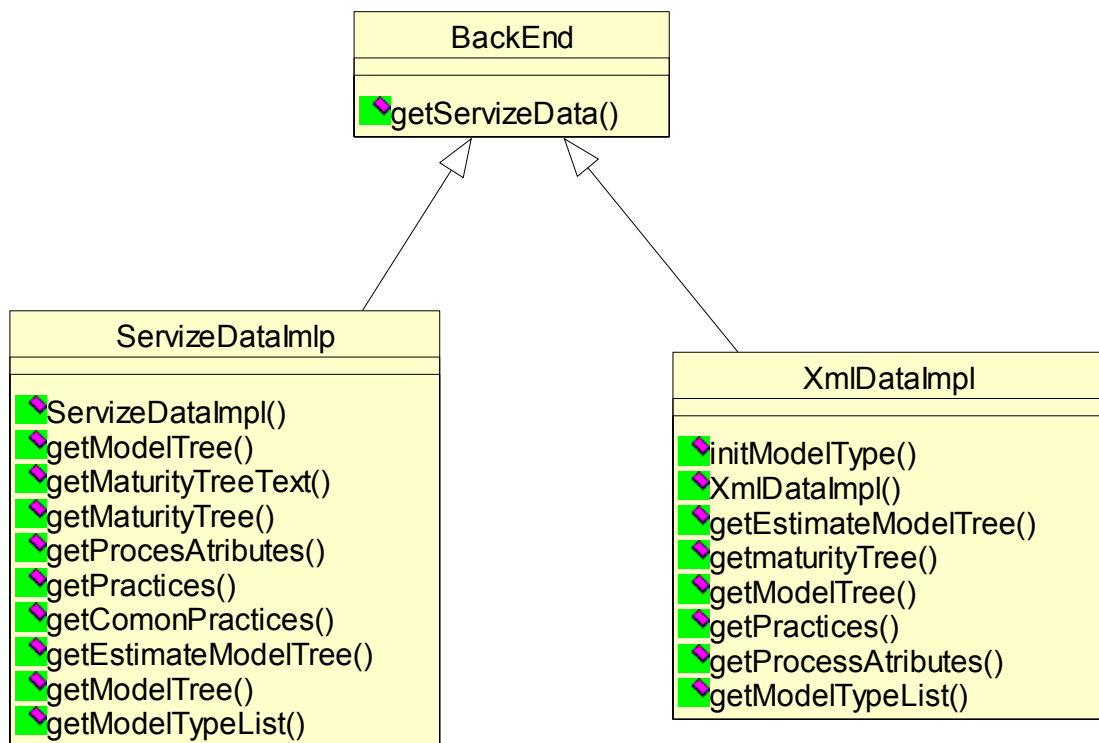 BackEnd
getServizeData()
ServizeDataImlp
ServizeDataImpl()
getModelTree()
getMaturityTreeText()
getMaturityTree()
getProcesAtributes()
getPractices()
getComonPractices()
getEstimateModelTree()
getModelTree()
getModelTypeList()
XmlDataImpl
initModelType()
XmlDataImpl()
getEstimateModelTree()
getmaturityTree()
getModelTree()
getPractices()
getProcessAtributes()
getModelTypeList()